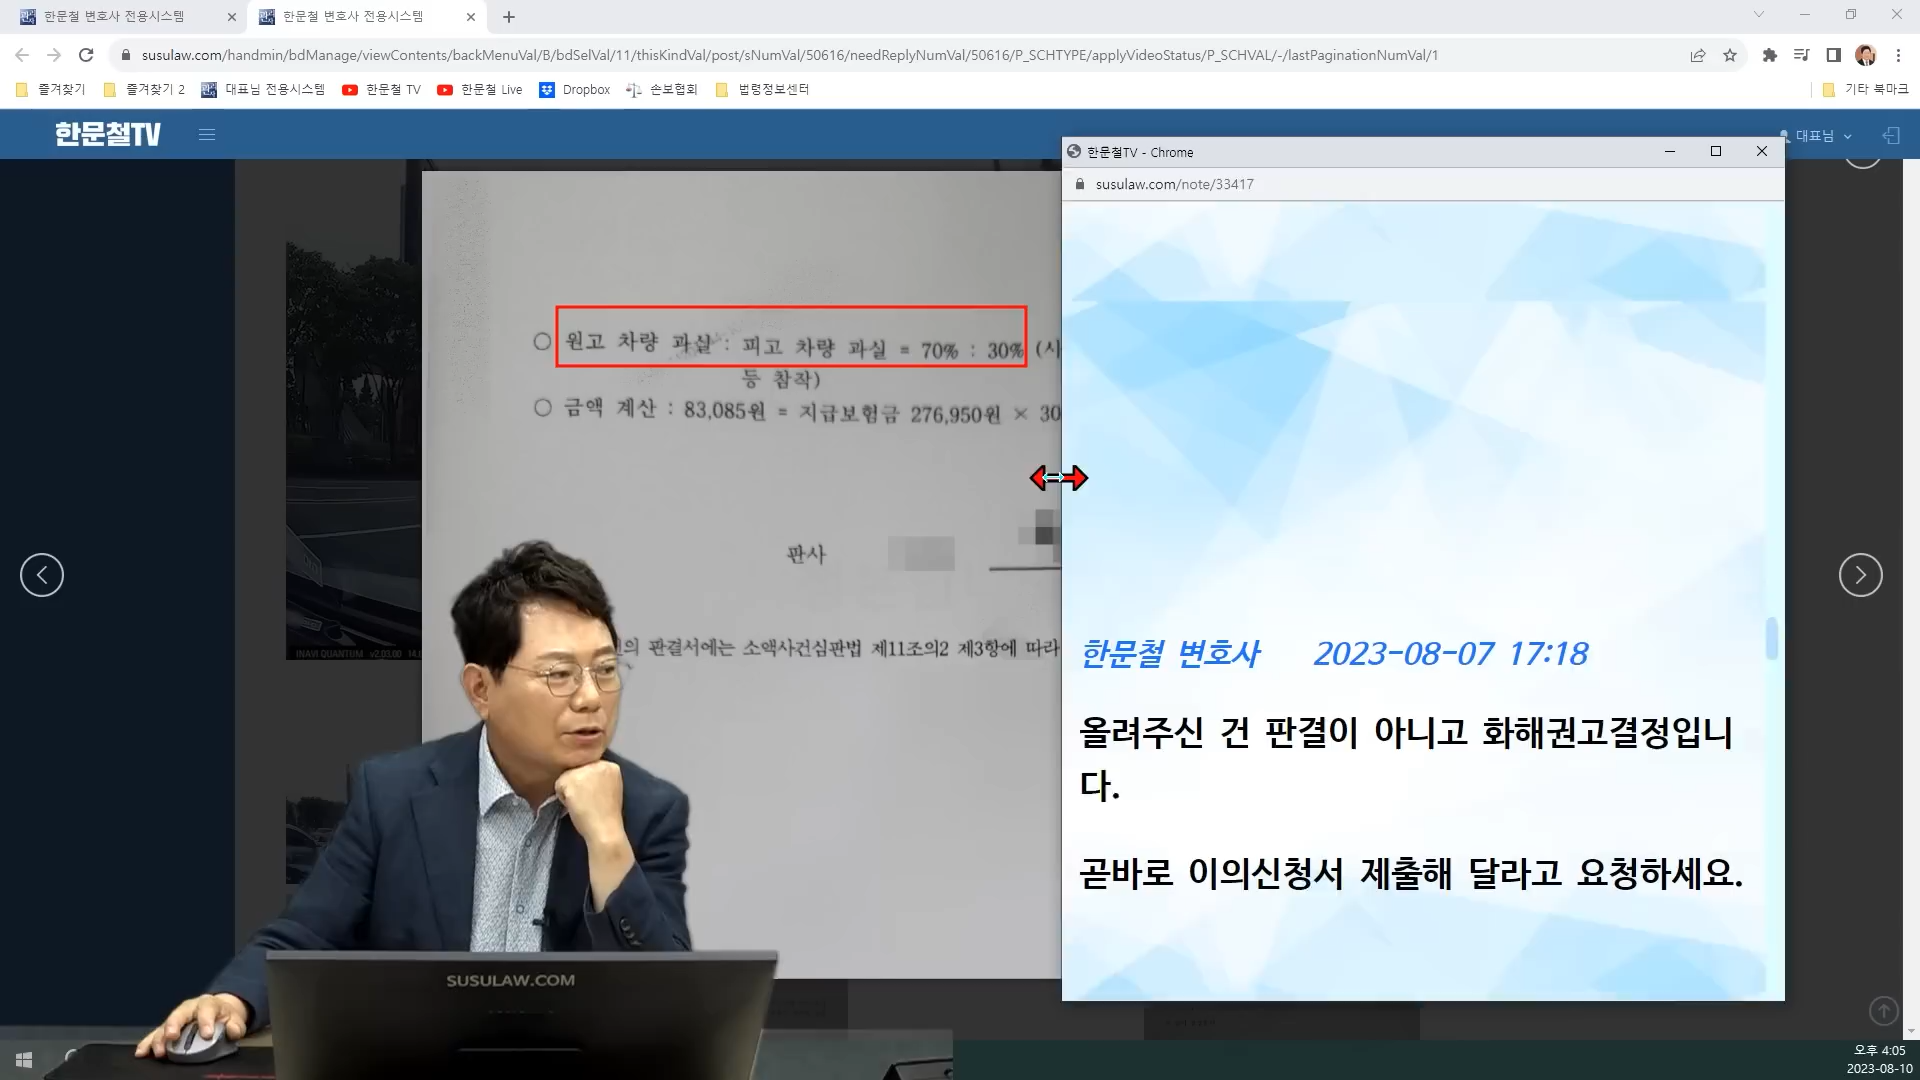 한문철 변호사 전용시스템
한문철 변호사 전용시스템
susulaw.com/handmin/bdManage/viewContents/backMenuVal/B/bdSelVal/11/thisKindVal/post/sNumVal/50616/needReplyNumVal/50616/P_SCHTYPE/applyVideoStatus/P_SCHVAL/-/lastPaginationNumVal/1
즐겨찾기 즐겨찾기 2 대표님 전용시스템 한문철 TV 한문철 Live Dropbox 손보협회 법령정보센터 기타 북마크
한문철TV 대표님
한문철TV - Chrome
susulaw.com/note/33417
○ 원고 차량 과실 : 피고 차량 과실 = 70% : 30% (사
등 참작)
○ 금액 계산 : 83,085원 = 지급보험금 276,950원 × 30
판사
의 판결서에는 소액사건심판법 제11조의2 제3항에 따라
INAVI QUANTUM v2.03.00
한문철 변호사 2023-08-07 17:18
올려주신 건 판결이 아니고 화해권고결정입니
다.
곧바로 이의신청서 제출해 달라고 요청하세요.
SUSULAW.COM
오후 4:05
2023-08-10